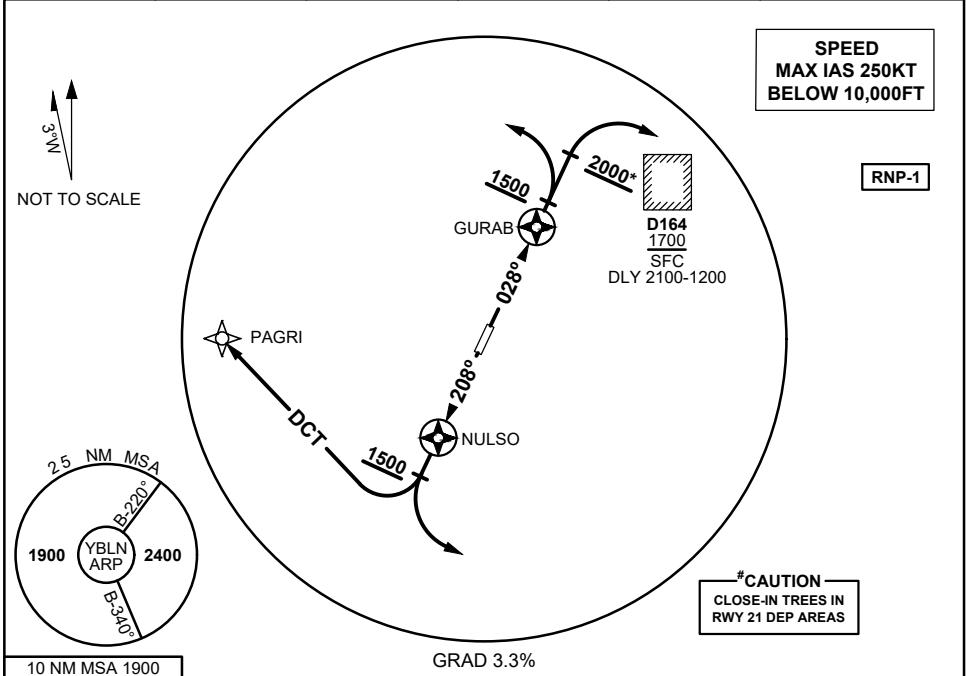 SPEED
MAX IAS 250KT
BELOW 10,000FT
3°W
NOT TO SCALE
RNP-1
1500
2000*
GURAB
D164
1700
SFC
DLY 2100-1200
028°
PAGRI
208°
DCT
NULSO
1500
25 NM MSA
B-220°
1900
YBLN
ARP
2400
B-340°
#CAUTION
CLOSE-IN TREES IN
RWY 21 DEP AREAS
10 NM MSA 1900
GRAD 3.3%